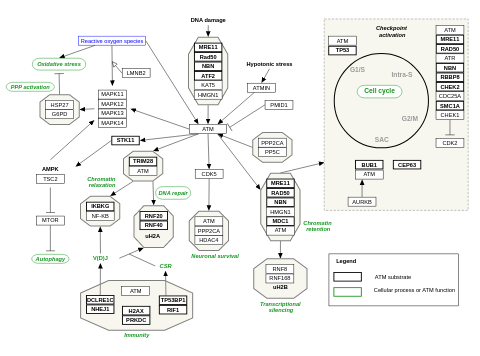 DNA damage
Reactive oxygen species
Oxidative stress
LMNB2
PPP activation
HSP27
G6PD
MAPK11
MAPK12
MAPK13
MAPK14
MRE11
Rad50
NBN
ATF2
KAT5
HMGN1
Hypotonic stress
ATMIN
PMID1
ATM
STK11
PPP2CA
PP5C
AMPK
TSC2
MTOR
Autophagy
TRIM28
ATM
Chromatin
relaxation
IKBKG
NF-KB
DNA repair
RNF20
RNF40
uH2A
CDK5
ATM
PPP2CA
HDAC4
Neuronal survival
MRE11
RAD50
NBN
HMGN1
MDC1
ATM
Chromatin
retention
RNF8
RNF168
uH2B
Transcriptional
silencing
V(D)J
CSR
DCLRE1C
NHEJ1
ATM
H2AX
PRKDC
TP53BP1
RIF1
Immunity
Checkpoint
activation
ATM
TP53
G1/S
Intra-S
Cell cycle
G2/M
SAC
ATM
MRE11
RAD50
ATR
NBN
RBBP8
CHEK2
CDC25A
SMC1A
CHEK1
CDK2
BUB1
ATM
CEP63
AURKB
Legend
ATM substrate
Cellular process or ATM function